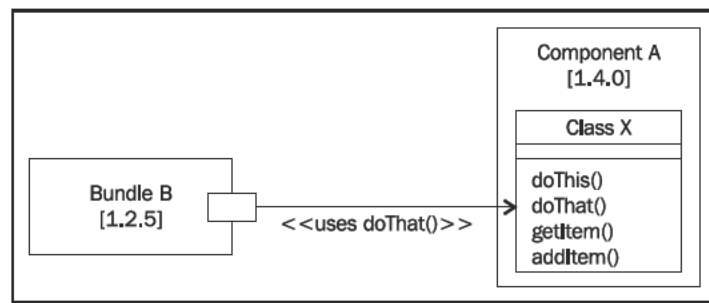 Component A
[1.4.0]
Class X
doThis()
doThat()
getItem()
addItem()
Bundle B
[1.2.5]
<<uses doThat()>>